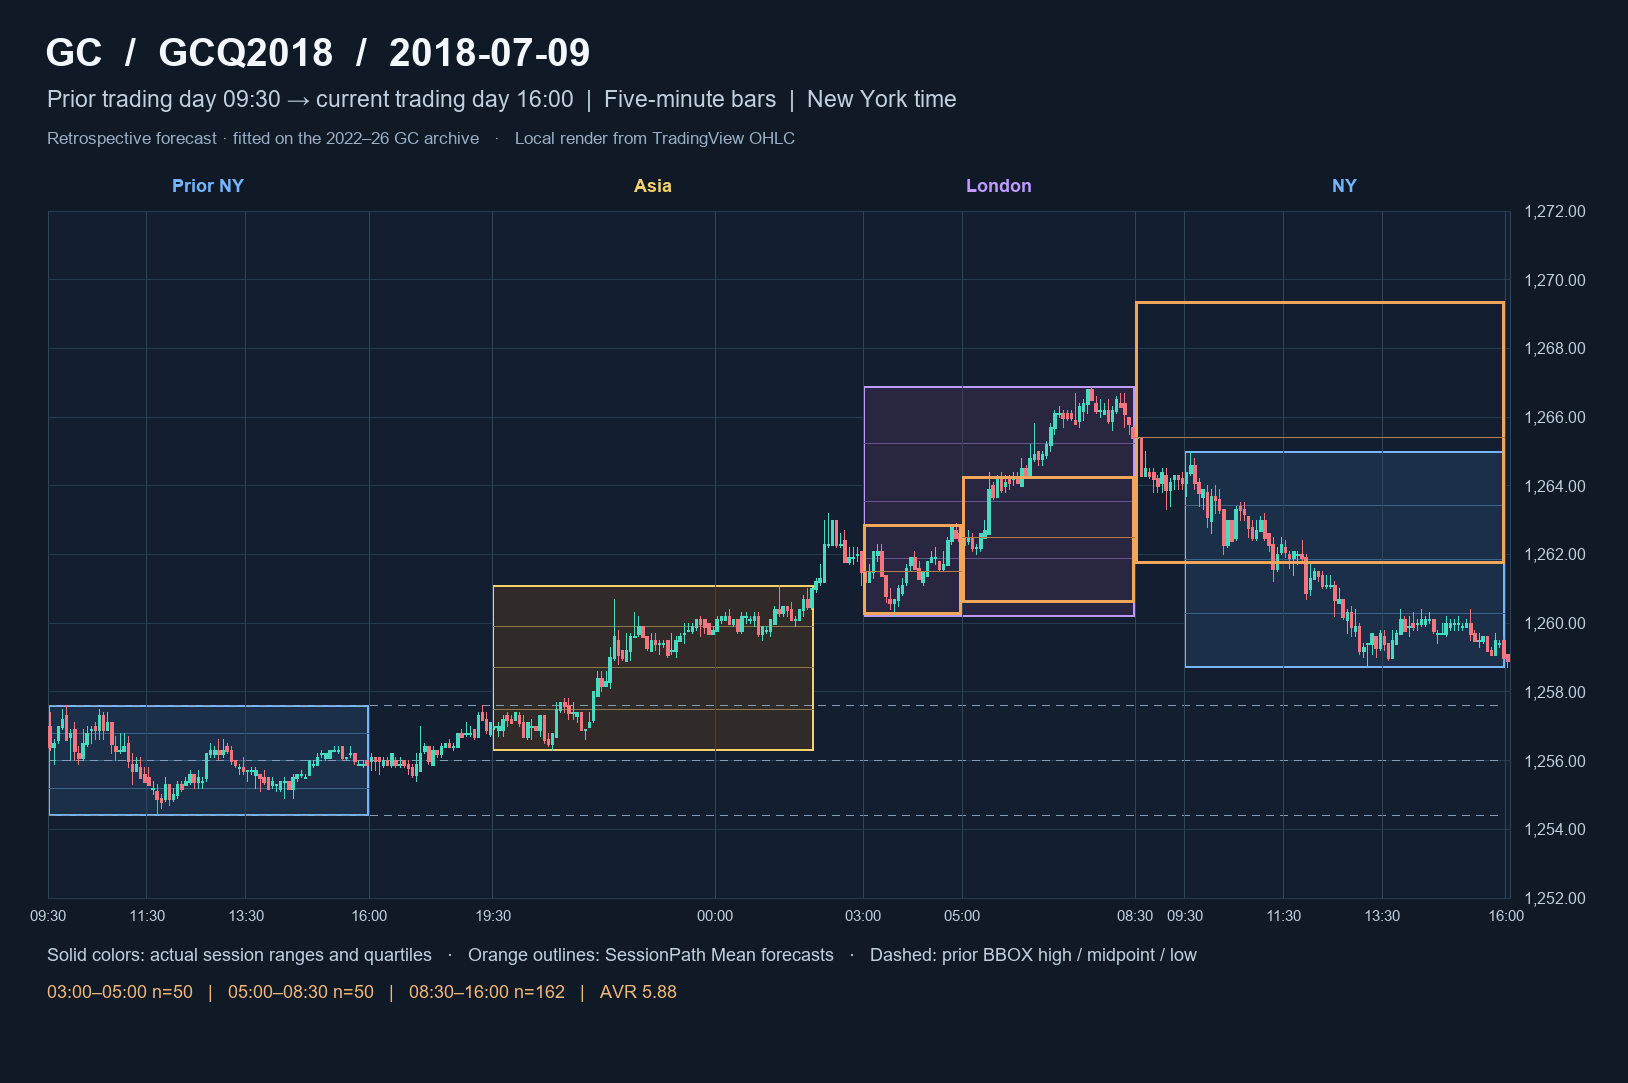 GC / GCQ2018 / 2018-07-09
Prior trading day 09:30 → current trading day 16:00 | Five-minute bars | New York time
Retrospective forecast · fitted on the 2022–26 GC archive · Local render from TradingView OHLC
Prior NY Asia London NY
1,272.00
1,270.00
1,268.00
1,266.00
1,264.00
1,262.00
1,260.00
1,258.00
1,256.00
1,254.00
1,252.00
09:30 11:30 13:30 16:00 19:30 00:00 03:00 05:00 08:30 09:30 11:30 13:30 16:00
Solid colors: actual session ranges and quartiles · Orange outlines: SessionPath Mean forecasts · Dashed: prior BBOX high / midpoint / low
03:00–05:00 n=50 | 05:00–08:30 n=50 | 08:30–16:00 n=162 | AVR 5.88